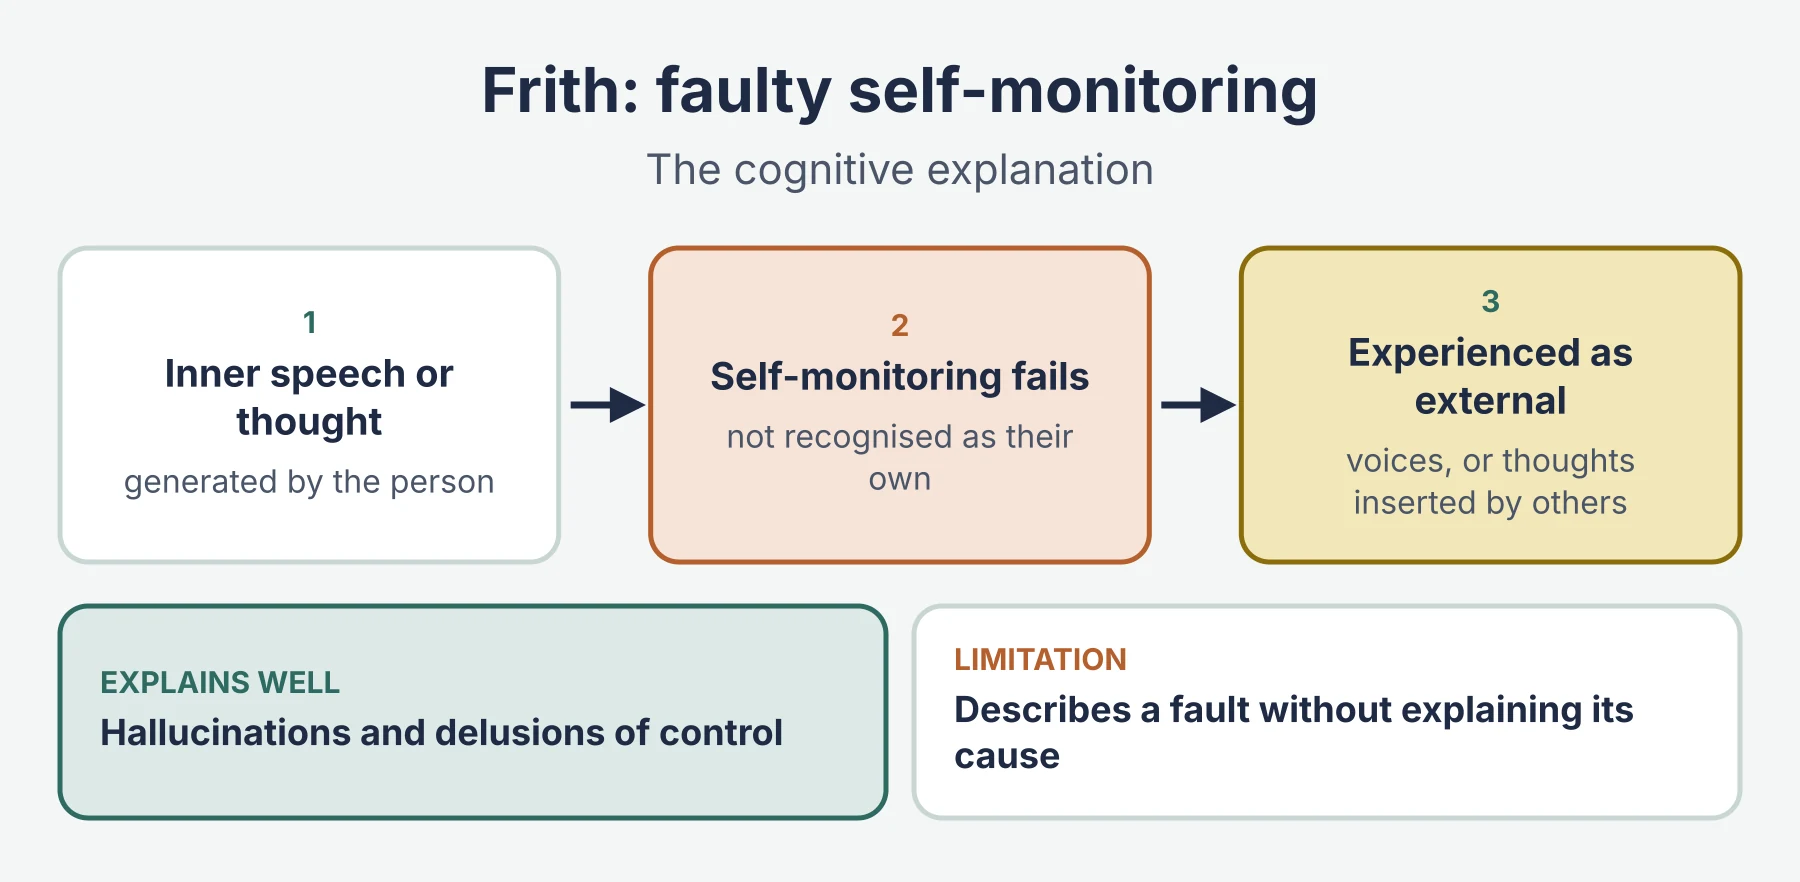 Frith: faulty self-monitoring
The cognitive explanation
1
Inner speech or
thought
generated by the person
2
Self-monitoring fails
not recognised as their
own
3
Experienced as
external
voices, or thoughts
inserted by others
EXPLAINS WELL
Hallucinations and delusions of control
LIMITATION
Describes a fault without explaining its
cause